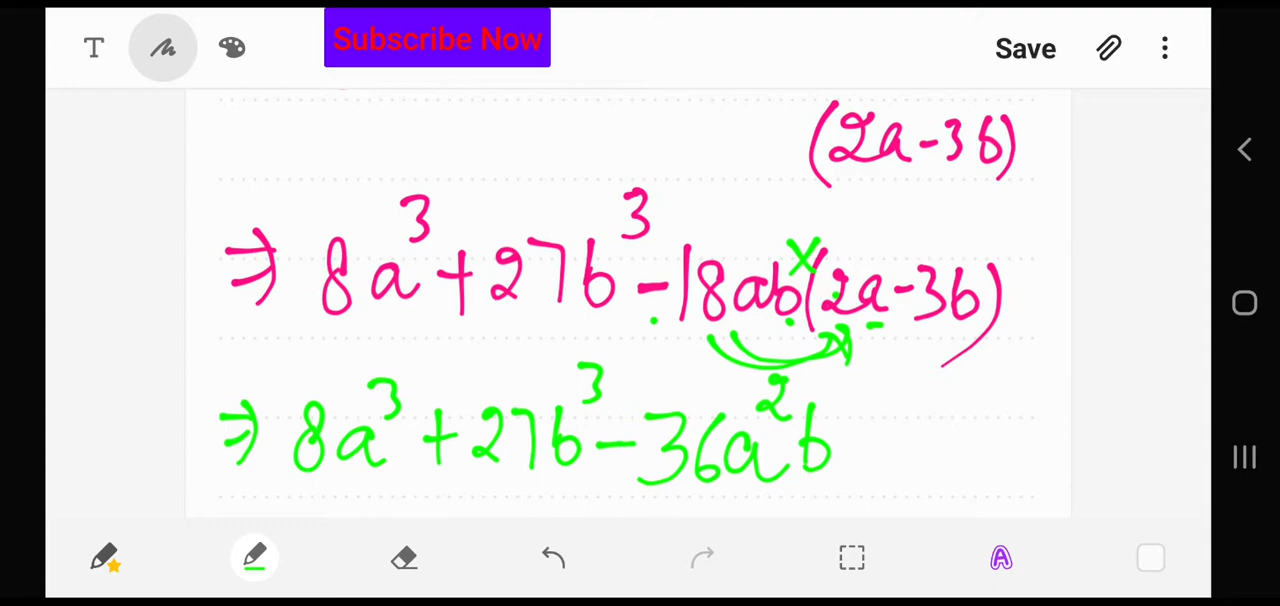 T Subscribe Now Save
(2a-3b)
⇒ 8a³+27b³-18ab×(2a-3b)
⇒ 8a³+27b³-36a²b
A